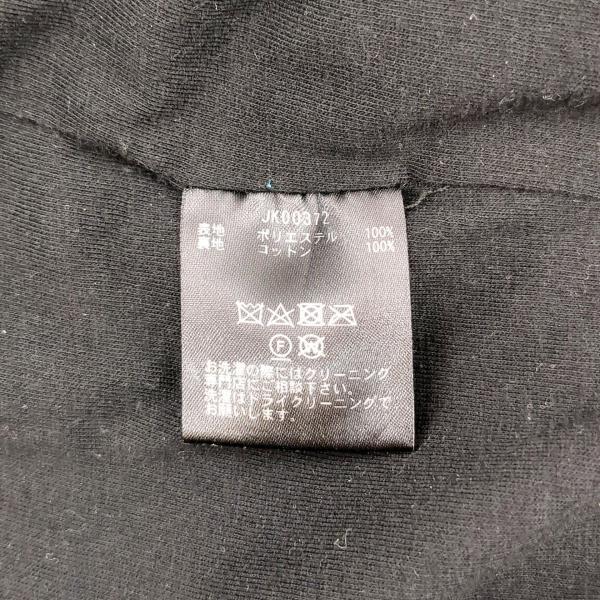 JK00372
表地 ポリエステル 100%
裏地 コットン 100%
F W
お洗濯の際にはクリーニング
専門店にご相談下さい。
洗濯はドライクリーニングで
お願いします。